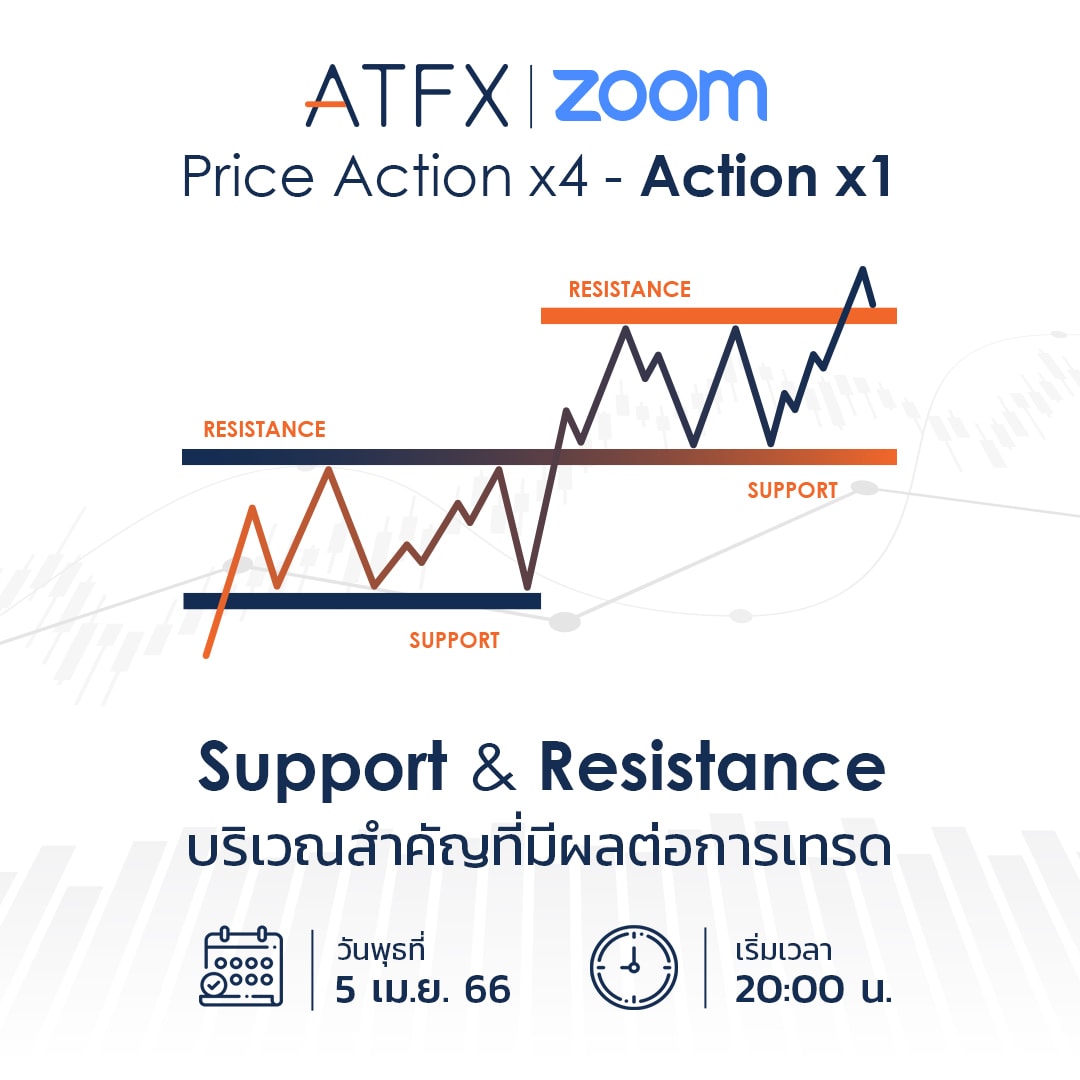 ATFX | zoom
Price Action x4 - Action x1
RESISTANCE
RESISTANCE
SUPPORT
SUPPORT
Support & Resistance
บริเวณสำคัญที่มีผลต่อการเทรด
วันพุธที่
5 เม.ย. 66
เริ่มเวลา
20:00 น.